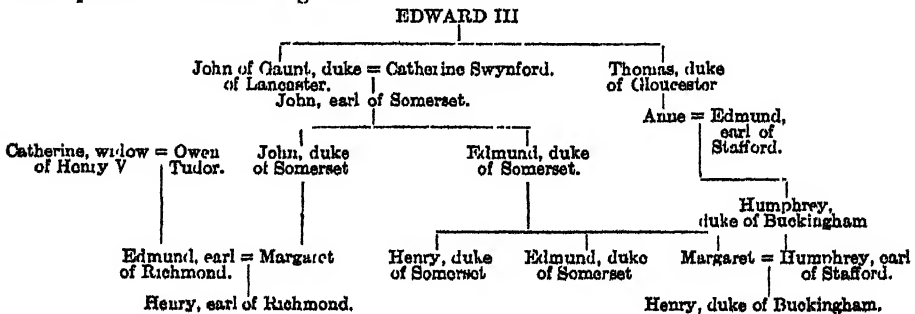 EDWARD III
John of Gaunt, duke = Catherine Swynford.
of Lancaster.
Thomas, duke
of Gloucester
John, earl of Somerset.
Anne = Edmund,
earl of
Stafford.
Catherine, widow = Owen
of Henry V Tudor.
John, duke
of Somerset
Edmund, duke
of Somerset.
Humphrey,
duke of Buckingham
Edmund, earl = Margaret
of Richmond.
Henry, duke
of Somerset
Edmund, duke
of Somerset
Margaret = Humphrey, earl
of Stafford.
Henry, earl of Richmond.
Henry, duke of Buckingham.